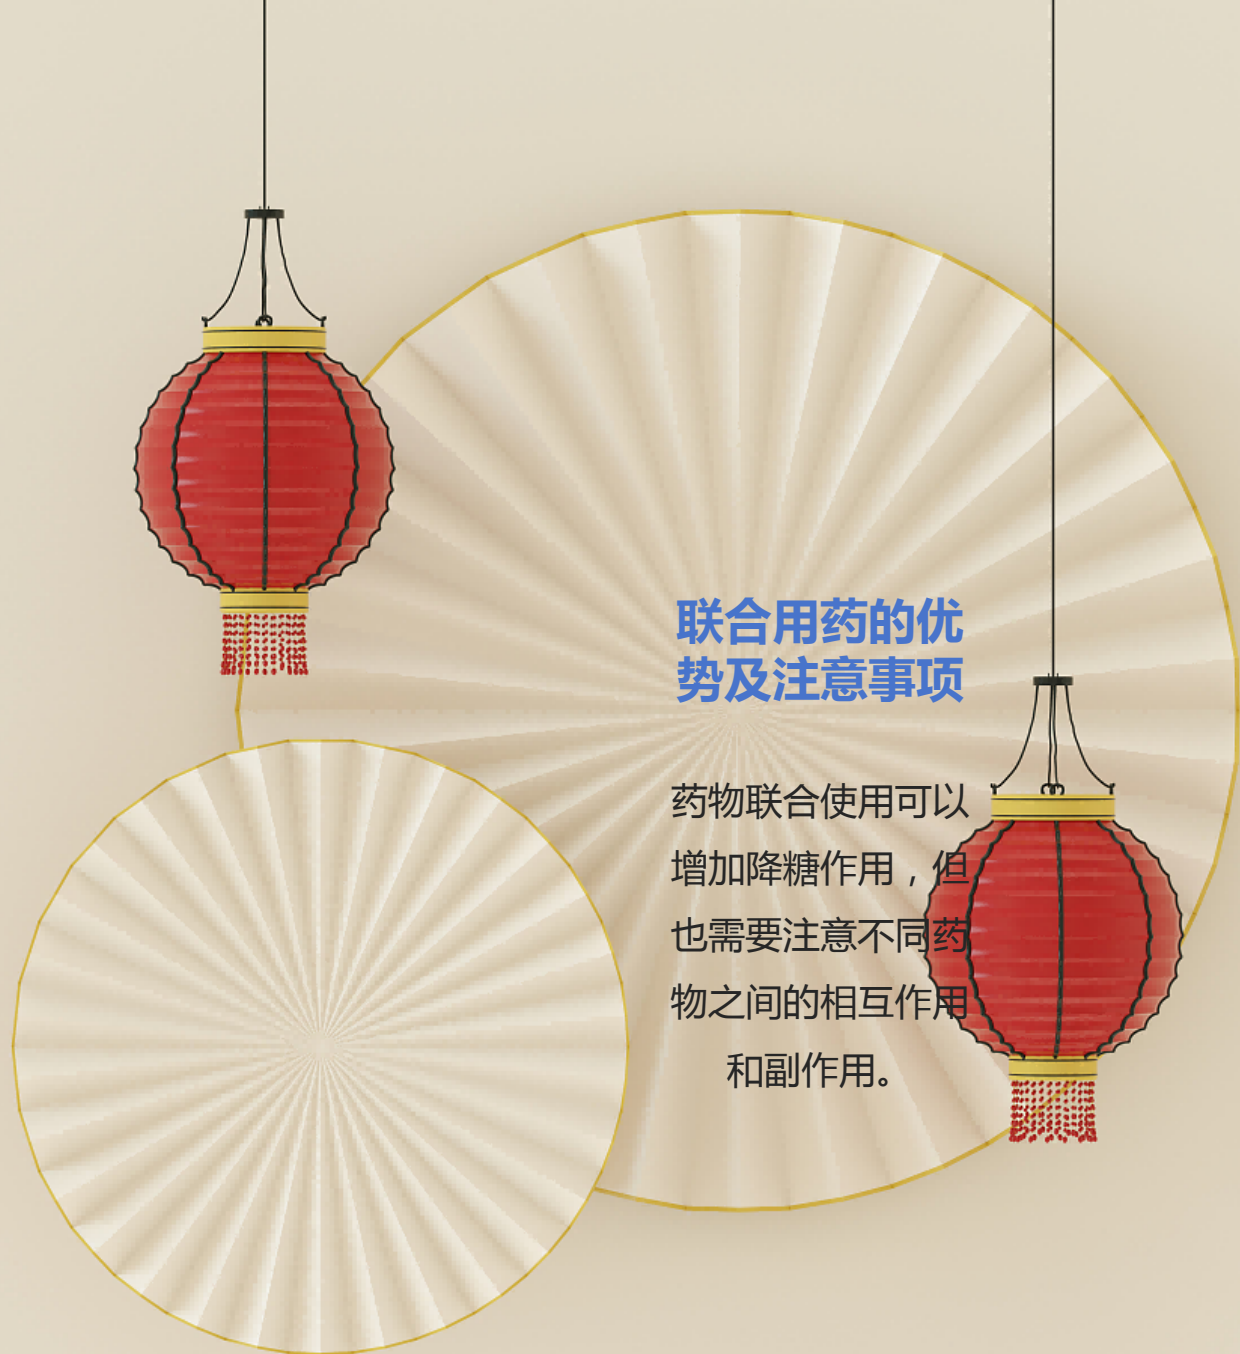 联合用药的优
势及注意事项
药物联合使用可以
增加降糖作用，但
也需要注意不同药
物之间的相互作用
和副作用。